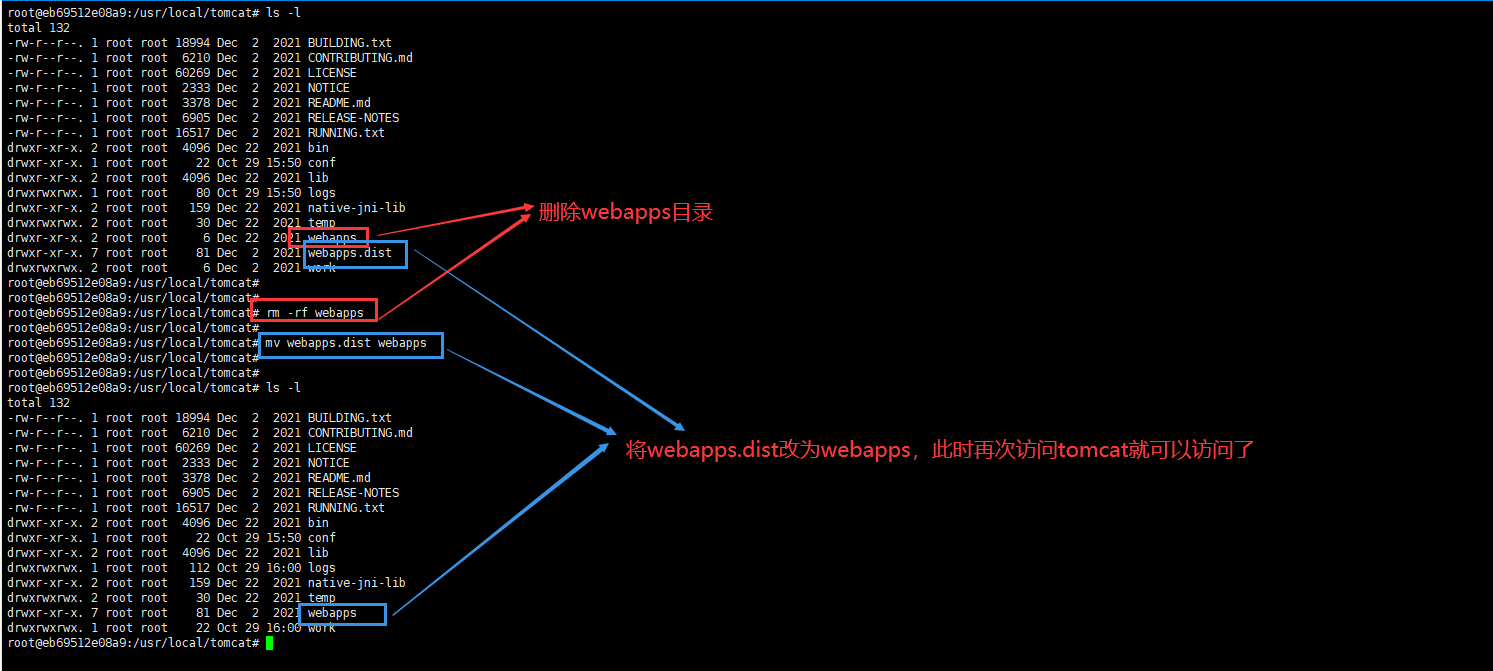 root@eb69512e08a9:/usr/local/tomcat# ls -l
total 132
-rw-r--r--. 1 root root 18994 Dec  2  2021 BUILDING.txt
-rw-r--r--. 1 root root  6210 Dec  2  2021 CONTRIBUTING.md
-rw-r--r--. 1 root root 60269 Dec  2  2021 LICENSE
-rw-r--r--. 1 root root  2333 Dec  2  2021 NOTICE
-rw-r--r--. 1 root root  3378 Dec  2  2021 README.md
-rw-r--r--. 1 root root  6905 Dec  2  2021 RELEASE-NOTES
-rw-r--r--. 1 root root 16517 Dec  2  2021 RUNNING.txt
drwxr-xr-x. 2 root root  4096 Dec 22  2021 bin
drwxr-xr-x. 1 root root    22 Oct 29 15:50 conf
drwxr-xr-x. 2 root root  4096 Dec 22  2021 lib
drwxrwxrwx. 1 root root    80 Oct 29 15:50 logs
drwxr-xr-x. 2 root root   159 Dec 22  2021 native-jni-lib
drwxrwxrwx. 2 root root    30 Dec 22  2021 temp
drwxr-xr-x. 2 root root     6 Dec 22  2021 webapps
drwxr-xr-x. 7 root root    81 Dec  2  2021 webapps.dist
drwxrwxrwx. 2 root root     6 Dec  2  2021 work
删除webapps目录
root@eb69512e08a9:/usr/local/tomcat#
root@eb69512e08a9:/usr/local/tomcat#
root@eb69512e08a9:/usr/local/tomcat# rm -rf webapps
root@eb69512e08a9:/usr/local/tomcat#
root@eb69512e08a9:/usr/local/tomcat# mv webapps.dist webapps
root@eb69512e08a9:/usr/local/tomcat#
root@eb69512e08a9:/usr/local/tomcat#
root@eb69512e08a9:/usr/local/tomcat# ls -l
total 132
-rw-r--r--. 1 root root 18994 Dec  2  2021 BUILDING.txt
-rw-r--r--. 1 root root  6210 Dec  2  2021 CONTRIBUTING.md
-rw-r--r--. 1 root root 60269 Dec  2  2021 LICENSE
将webapps.dist改为webapps，此时再次访问tomcat就可以访问了
-rw-r--r--. 1 root root  2333 Dec  2  2021 NOTICE
-rw-r--r--. 1 root root  3378 Dec  2  2021 README.md
-rw-r--r--. 1 root root  6905 Dec  2  2021 RELEASE-NOTES
-rw-r--r--. 1 root root 16517 Dec  2  2021 RUNNING.txt
drwxr-xr-x. 2 root root  4096 Dec 22  2021 bin
drwxr-xr-x. 1 root root    22 Oct 29 15:50 conf
drwxr-xr-x. 2 root root  4096 Dec 22  2021 lib
drwxrwxrwx. 1 root root   112 Oct 29 16:00 logs
drwxr-xr-x. 2 root root   159 Dec 22  2021 native-jni-lib
drwxrwxrwx. 2 root root    30 Dec 22  2021 temp
drwxr-xr-x. 7 root root    81 Dec  2  2021 webapps
drwxrwxrwx. 1 root root    22 Oct 29 16:00 work
root@eb69512e08a9:/usr/local/tomcat#